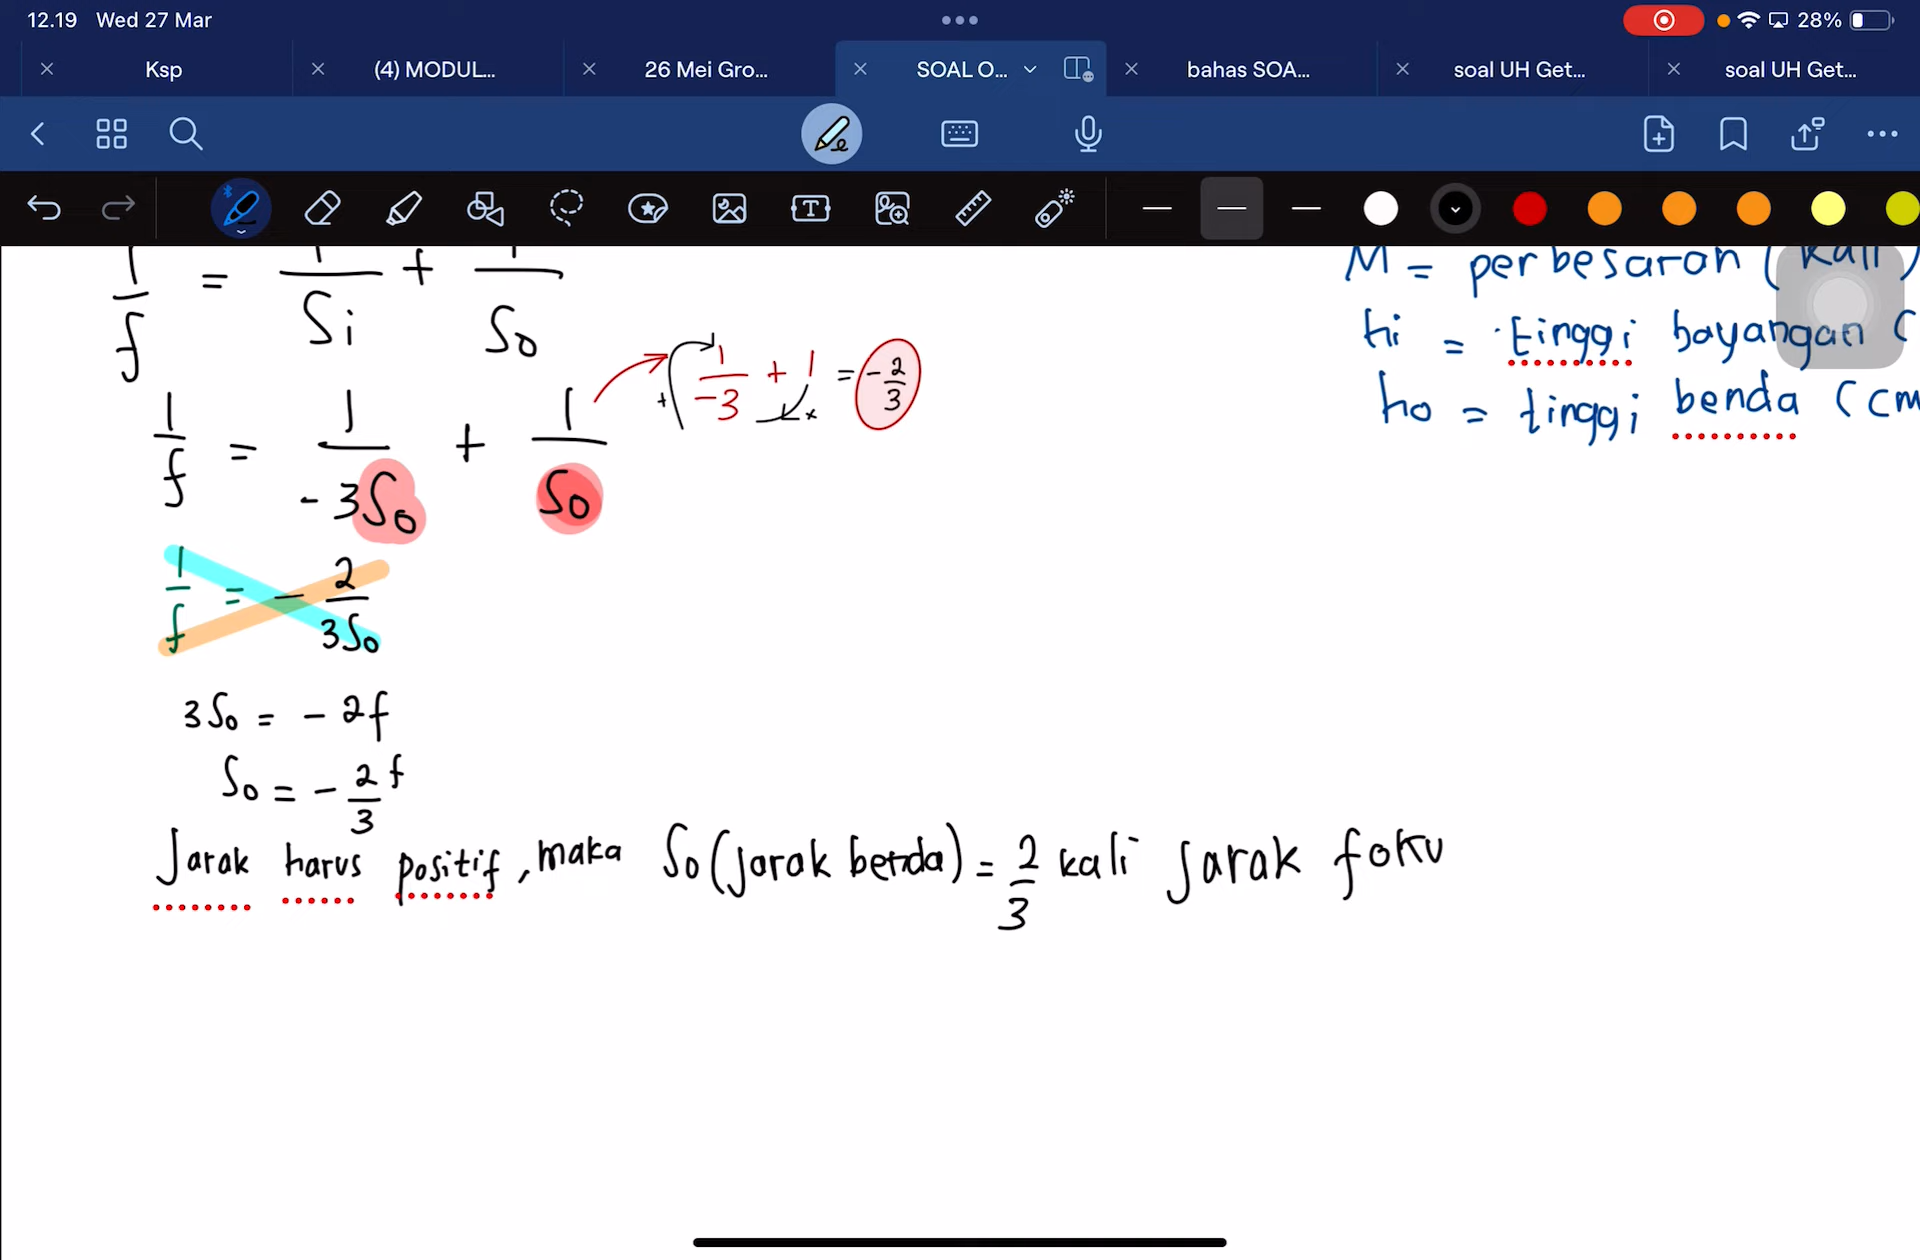 12.19 Wed 27 Mar
28%
Ksp
(4) MODUL...
26 Mei Gro...
SOAL O...
bahas SOA...
soal UH Get...
soal UH Get...
1/f = 1/Si + 1/So
M = perbesaran (kali)
hi = tinggi bayangan (
ho = tinggi benda (cm
1/-3 + 1 = -2/3
+ x
1/f = 1/-3So + 1/So
1/f = - 2/3So
3So = - 2f
So = - 2/3 f
Jarak harus positif, maka So (jarak benda) = 2/3 kali jarak foku